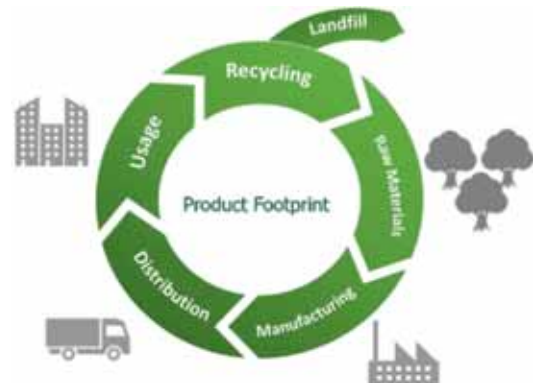 Landfill
Recycling
Raw Materials
Manufacturing
Distribution
Usage
Product Footprint